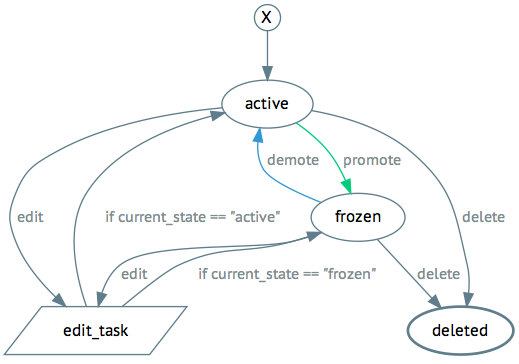 X
active
demote
promote
edit
if current_state == "active"
frozen
delete
edit
if current_state == "frozen"
delete
edit_task
deleted